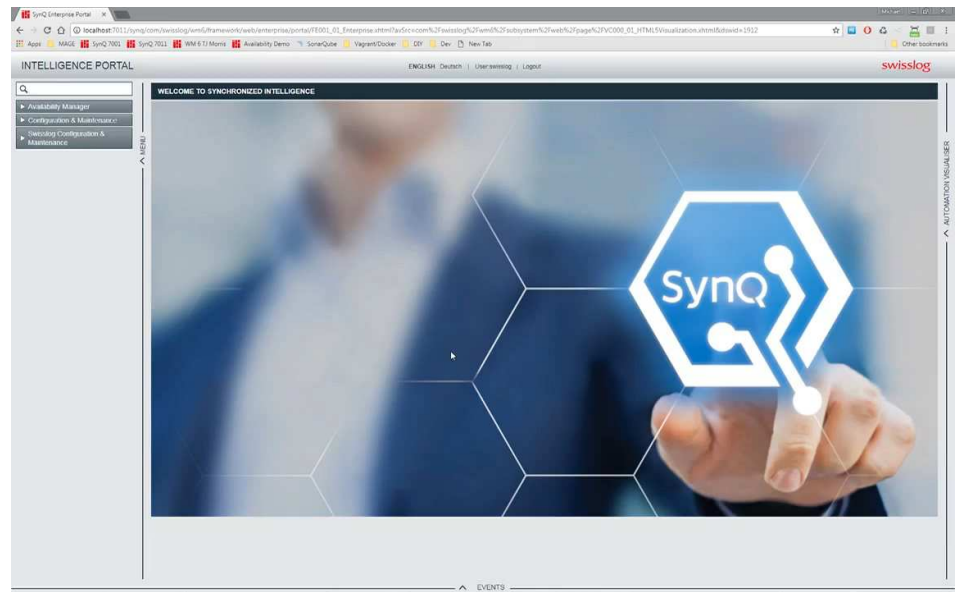 SynQ Enterprise Portal
localhost:7011/synq/com/swisslog/wm6/framework/web/enterprise/portal/FE001_01_Enterprise.xhtml?axSrc=com%2Fswisslog%2Fwm6%2Fsubsystem%2Fweb%2Fpage%2FVC000_01_HTML5Visualization.xhtml&dswid=1912
Apps MAGE SynQ 7001 SynQ 7011 WM 6 TJ Morris Availability Demo SonarQube Vagrant/Docker DIY Dev New Tab Other bookmarks
INTELLIGENCE PORTAL ENGLISH Deutsch | User:swisslog | Logout swisslog
WELCOME TO SYNCHRONIZED INTELLIGENCE
Availability Manager
Configuration & Maintenance
Swisslog Configuration &
Maintenance
MENU
AUTOMATION VISUALISER
SynQ
EVENTS